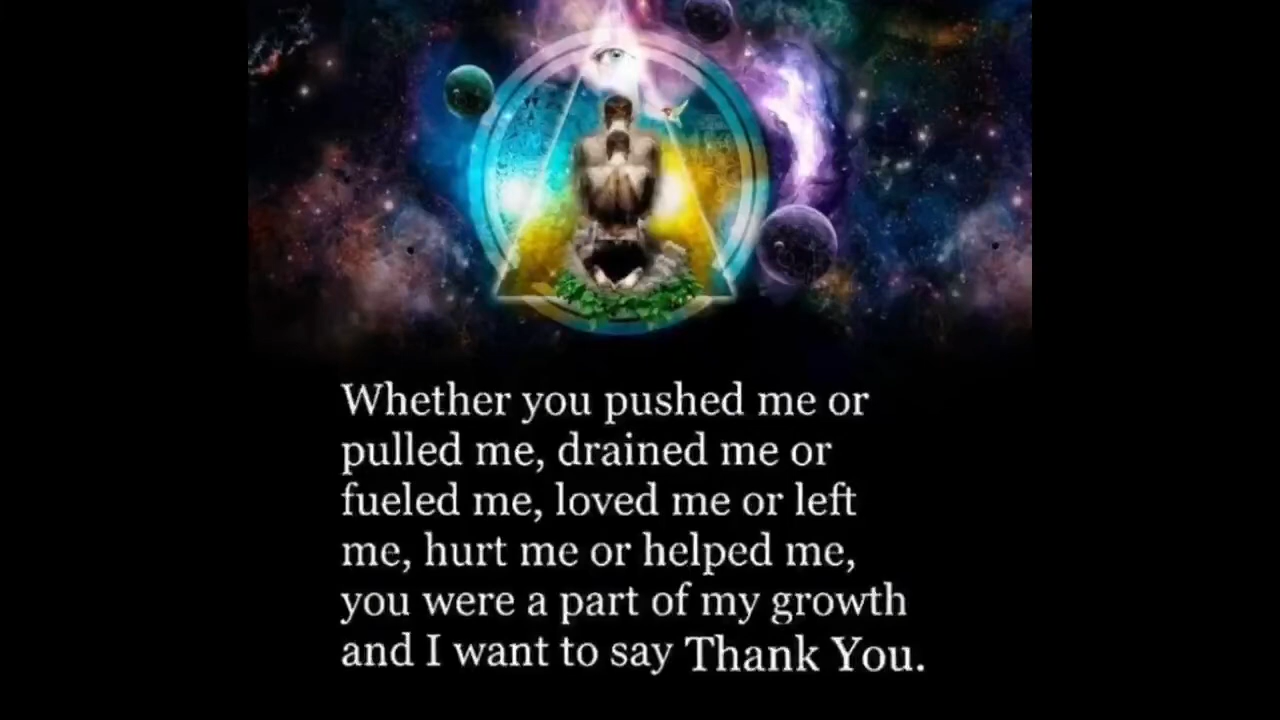 Whether you pushed me or
pulled me, drained me or
fueled me, loved me or left
me, hurt me or helped me,
you were a part of my growth
and I want to say Thank You.